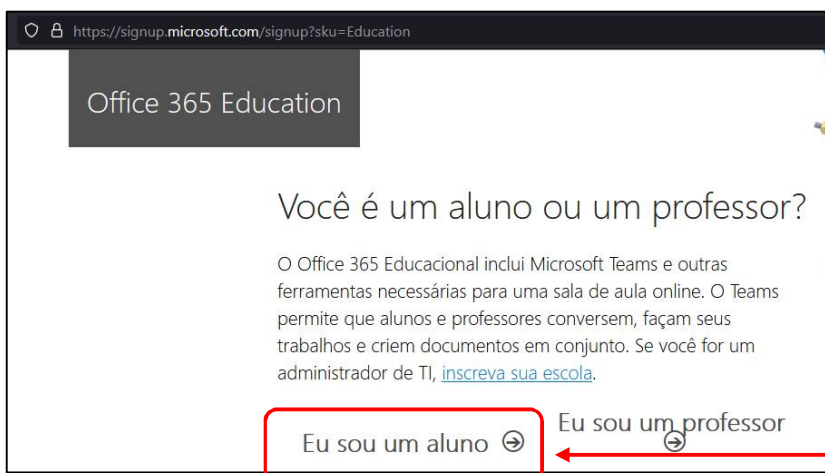 https://signup.microsoft.com/signup?sku=Education
Office 365 Education
Você é um aluno ou um professor?
O Office 365 Educacional inclui Microsoft Teams e outras
ferramentas necessárias para uma sala de aula online. O Teams
permite que alunos e professores conversem, façam seus
trabalhos e criem documentos em conjunto. Se você for um
administrador de TI, inscreva sua escola.
Eu sou um aluno
Eu sou um professor